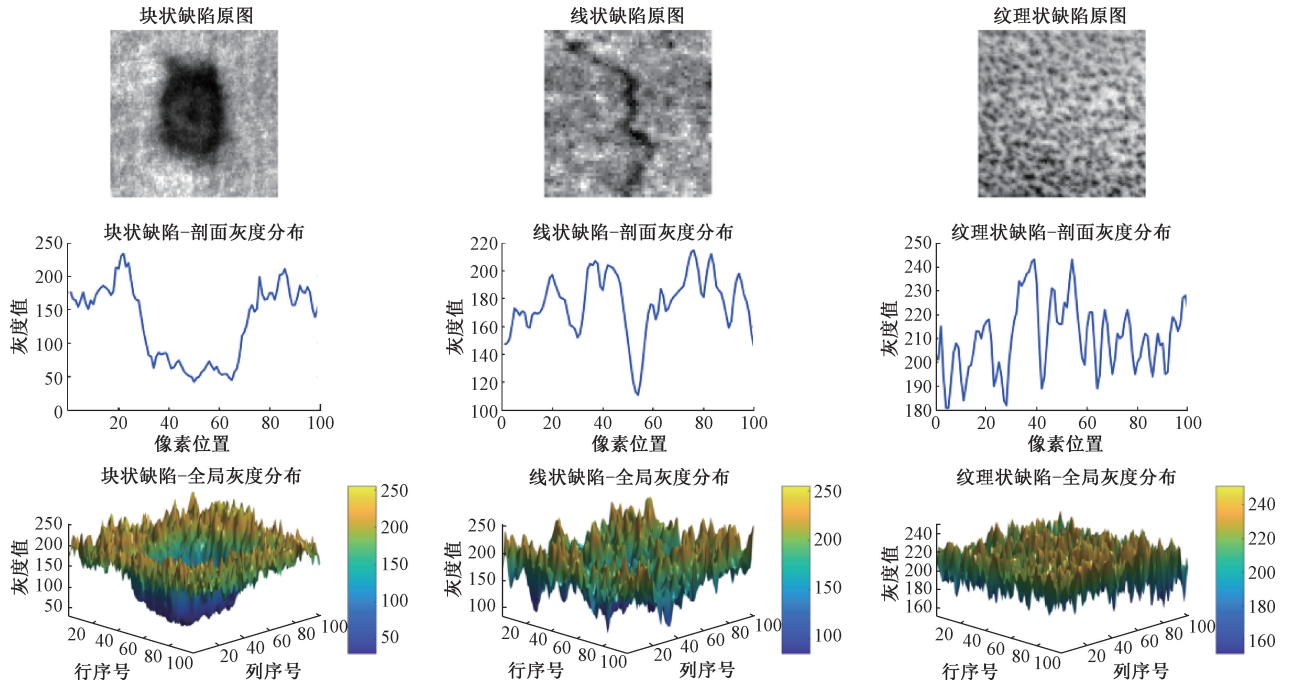 块状缺陷原图
线状缺陷原图
纹理状缺陷原图
块状缺陷-剖面灰度分布
250
200
150
100
50
0
20 40 60 80 100
灰度值
像素位置
线状缺陷-剖面灰度分布
220
200
180
160
140
120
100
0 20 40 60 80 100
灰度值
像素位置
纹理状缺陷-剖面灰度分布
250
240
230
220
210
200
190
180
0 20 40 60 80 100
灰度值
像素位置
块状缺陷-全局灰度分布
250
200
150
100
50
灰度值
20 40 60 80 100
行序号
20 40 60 80 100
列序号
250
200
150
100
50
线状缺陷-全局灰度分布
250
200
150
100
灰度值
20 40 60 80 100
行序号
20 40 60 80 100
列序号
250
200
150
100
纹理状缺陷-全局灰度分布
240
220
200
180
160
灰度值
20 40 60 80 100
行序号
20 40 60 80 100
列序号
240
220
200
180
160